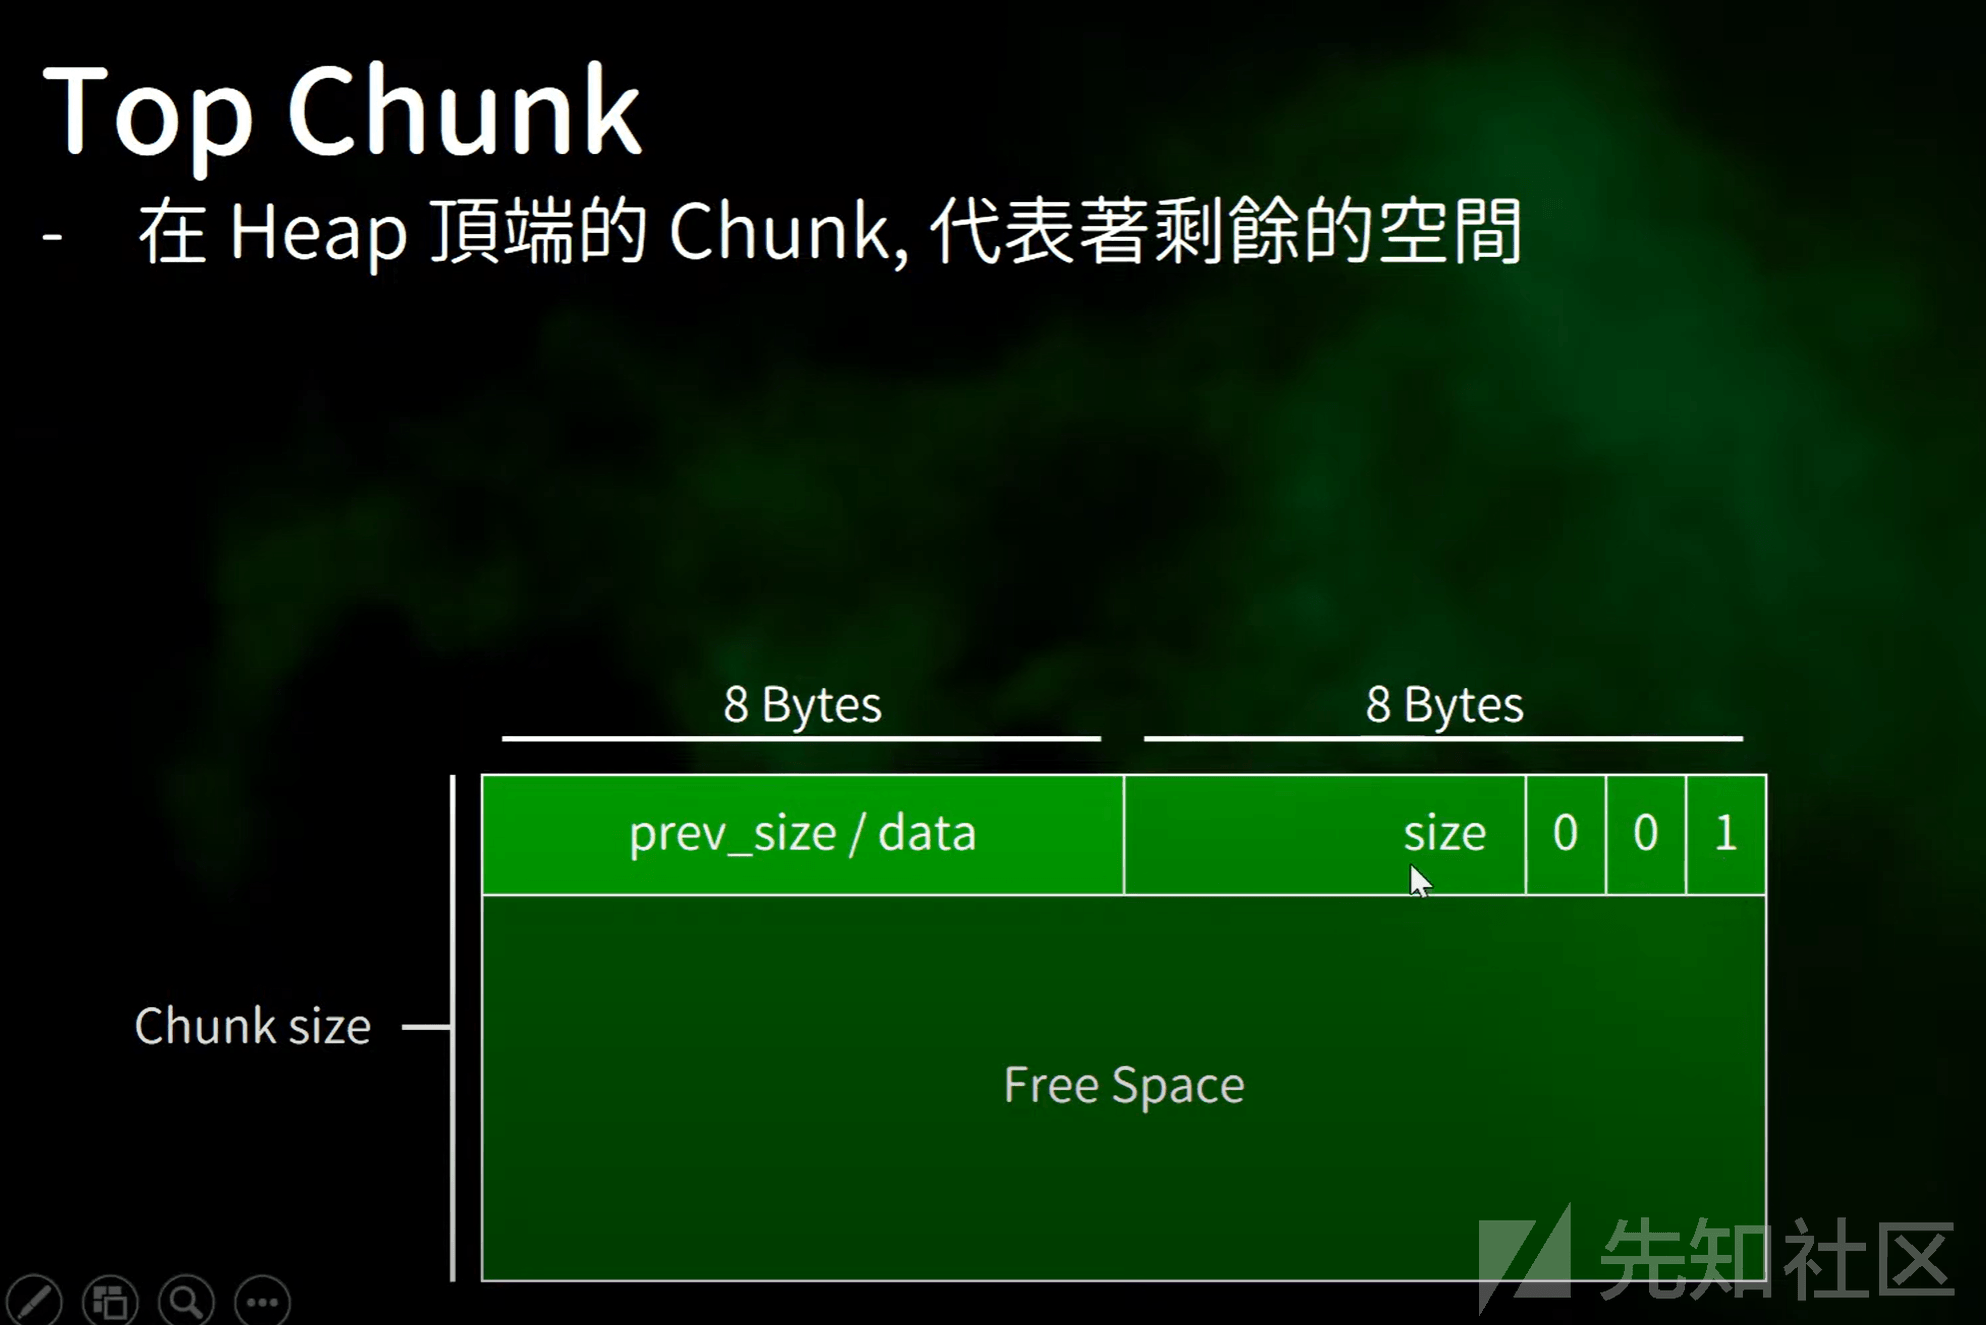 Top Chunk
- 在 Heap 頂端的 Chunk, 代表著剩餘的空間
8 Bytes 8 Bytes
prev_size / data size 0 0 1
Chunk size
Free Space
先知社区